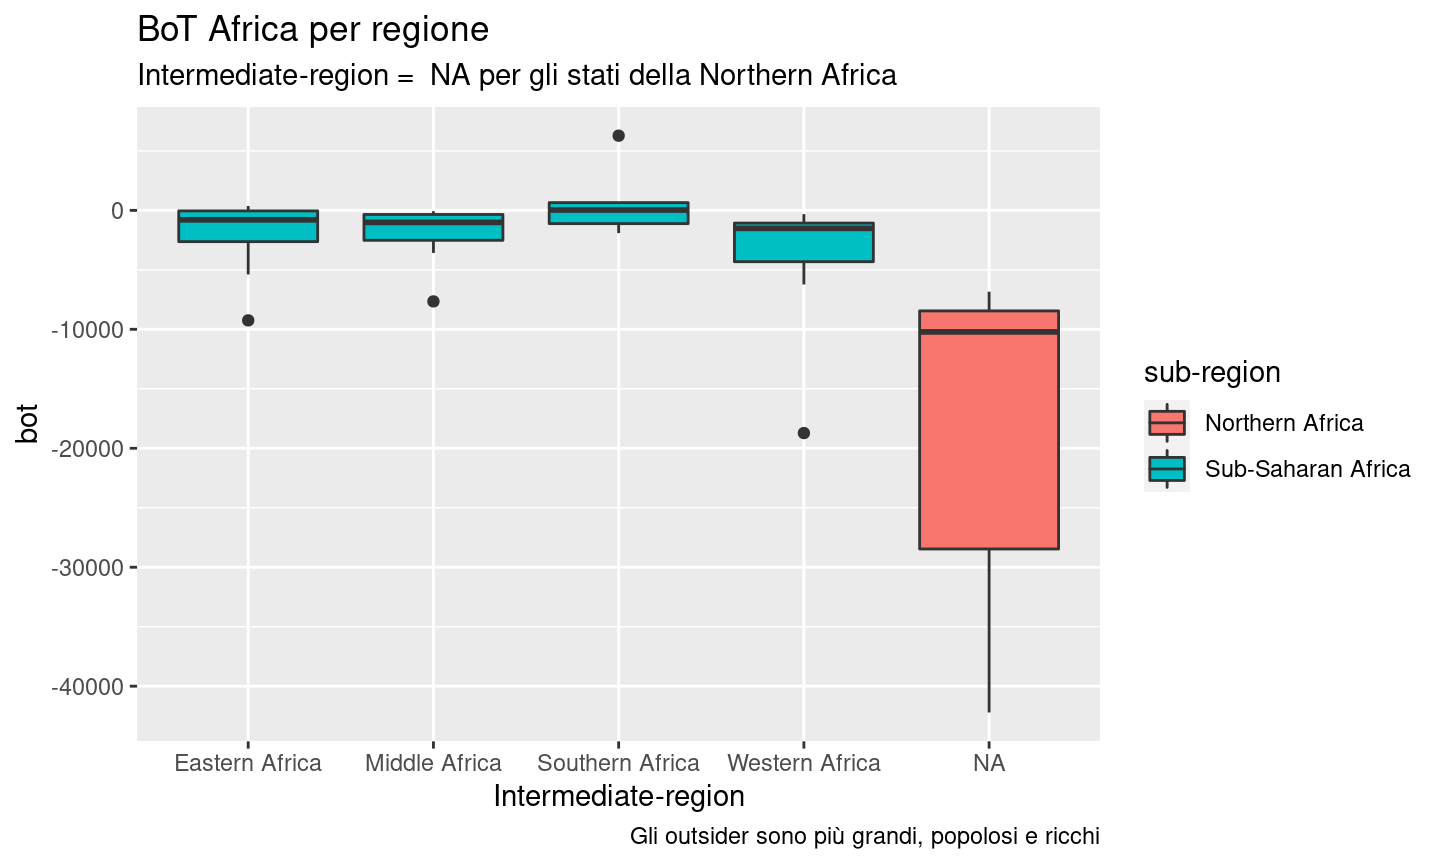 BoT Africa per regione
Intermediate-region =  NA per gli stati della Northern Africa
bot
0
-10000
-20000
-30000
-40000
Eastern Africa
Middle Africa
Southern Africa
Western Africa
NA
Intermediate-region
sub-region
Northern Africa
Sub-Saharan Africa
Gli outsider sono più grandi, popolosi e ricchi